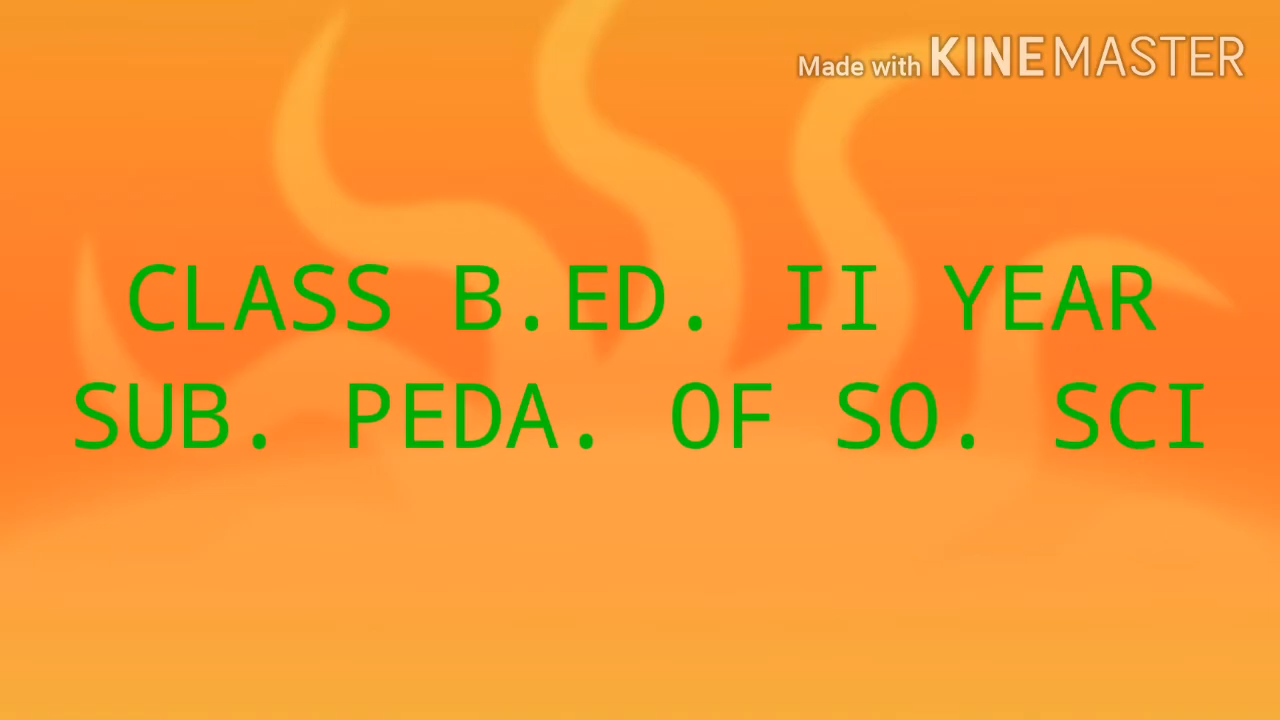 Made with KINEMASTER
CLASS B.ED. II YEAR
SUB. PEDA. OF SO. SCI